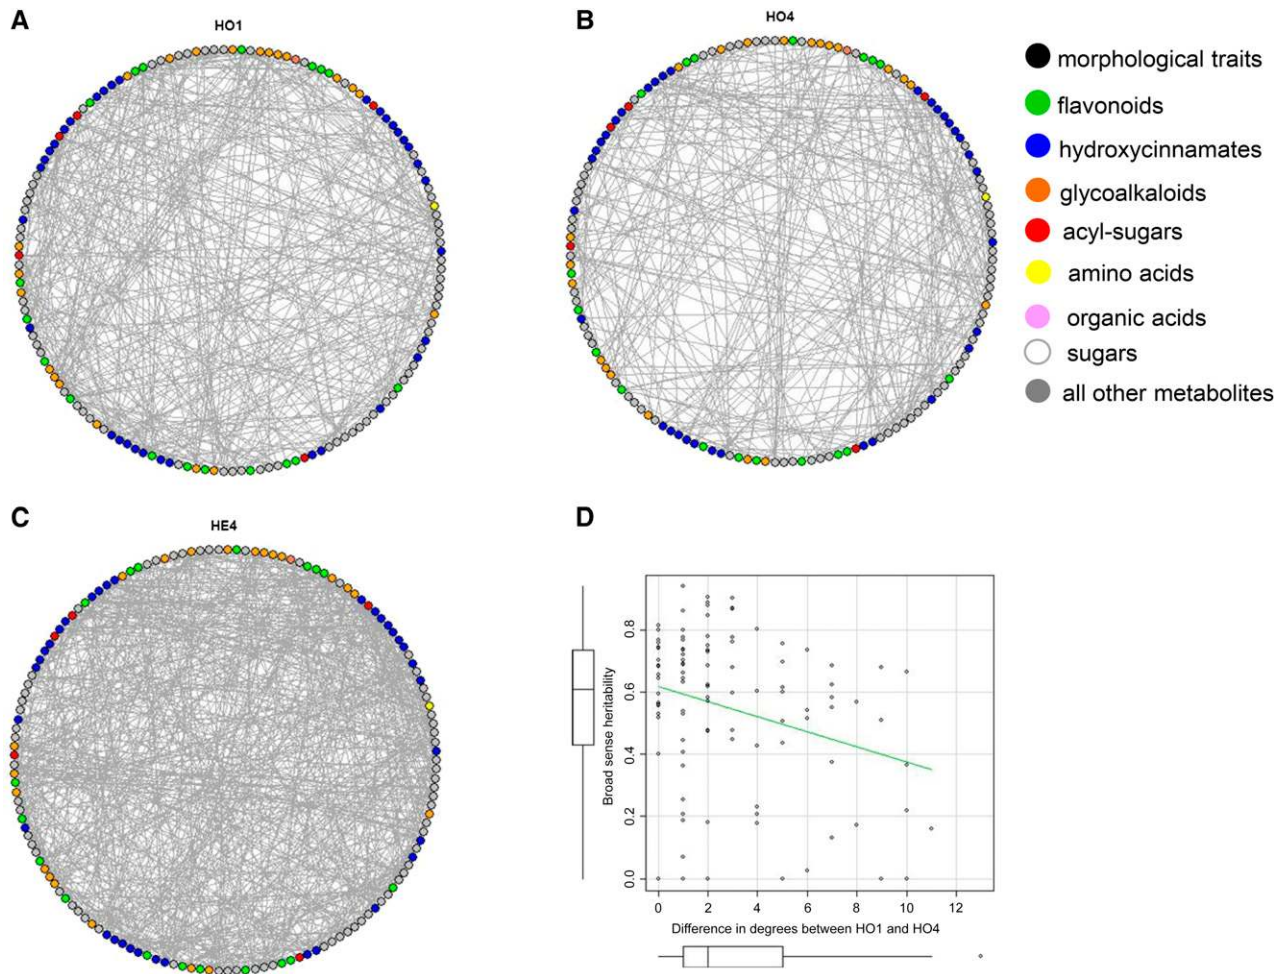 A
HO1
B
HO4
morphological traits
flavonoids
hydroxycinnamates
glycoalkaloids
acyl-sugars
amino acids
organic acids
sugars
all other metabolites
C
HE4
D
Broad sense heritability
0.8
0.6
0.4
0.2
0.0
0 2 4 6 8 10 12
Difference in degrees between HO1 and HO4